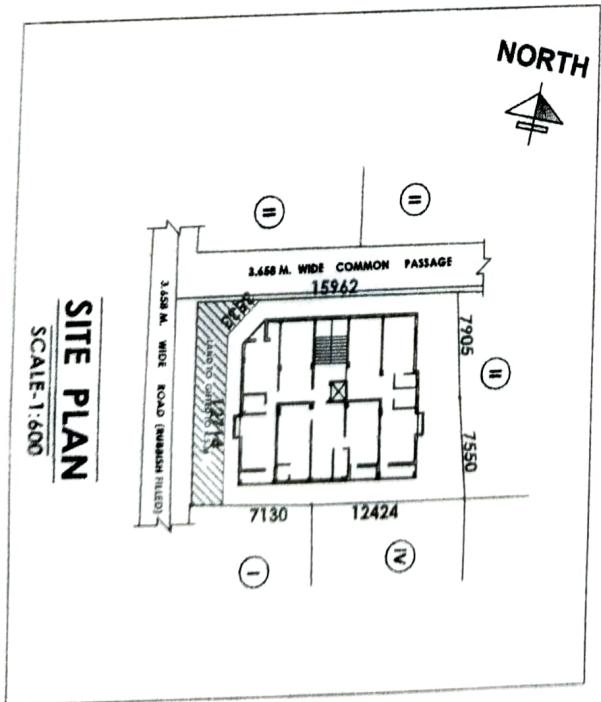 NORTH
II
II
3.658 M. WIDE COMMON PASSAGE
15962
3.658 M. WIDE ROAD (RUBBISH FILLED)
7905
II
7550
7130
12424
I
IV
SITE PLAN
SCALE-1:600